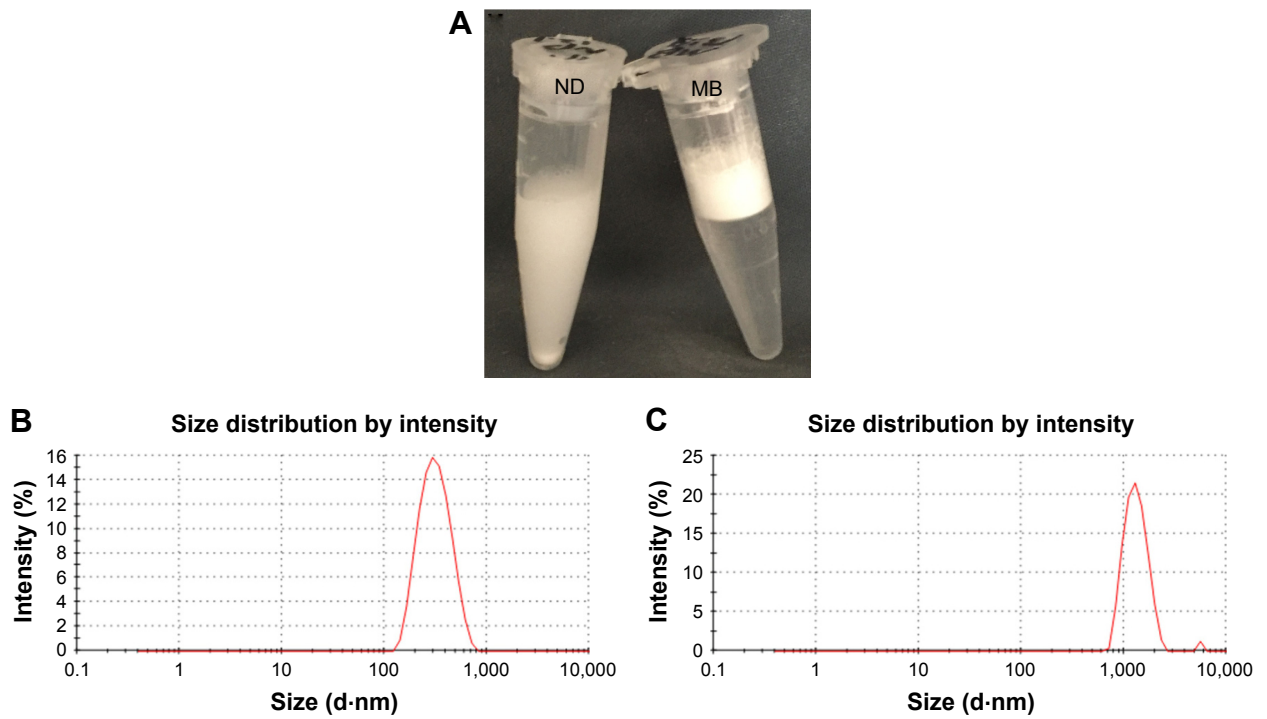 A
ND
MB
B
Size distribution by intensity
Intensity (%)
16
14
12
10
8
6
4
2
0
0.1 1 10 100 1,000 10,000
Size (d·nm)
C
Size distribution by intensity
Intensity (%)
25
20
15
10
5
0
0.1 1 10 100 1,000 10,000
Size (d·nm)